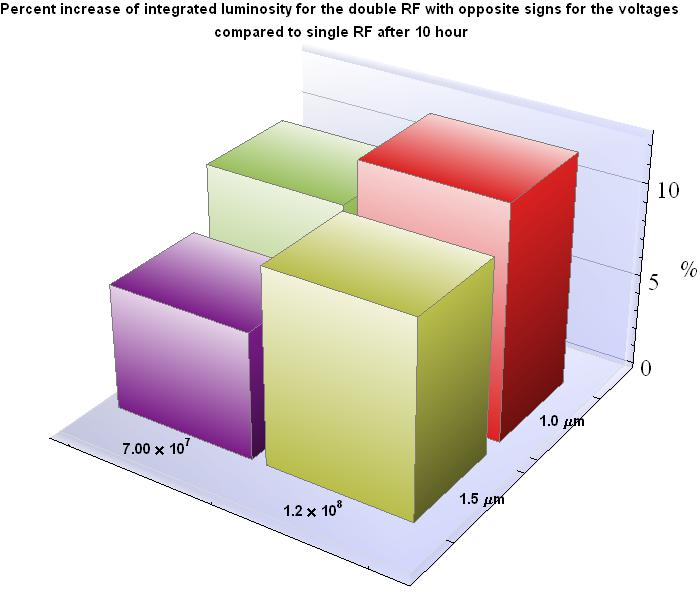 Percent increase of integrated luminosity for the double RF with opposite signs for the voltages
compared to single RF after 10 hour
10
%
5
0
1.0 μm
7.00 × 10⁷
1.5 μm
1.2 × 10⁸